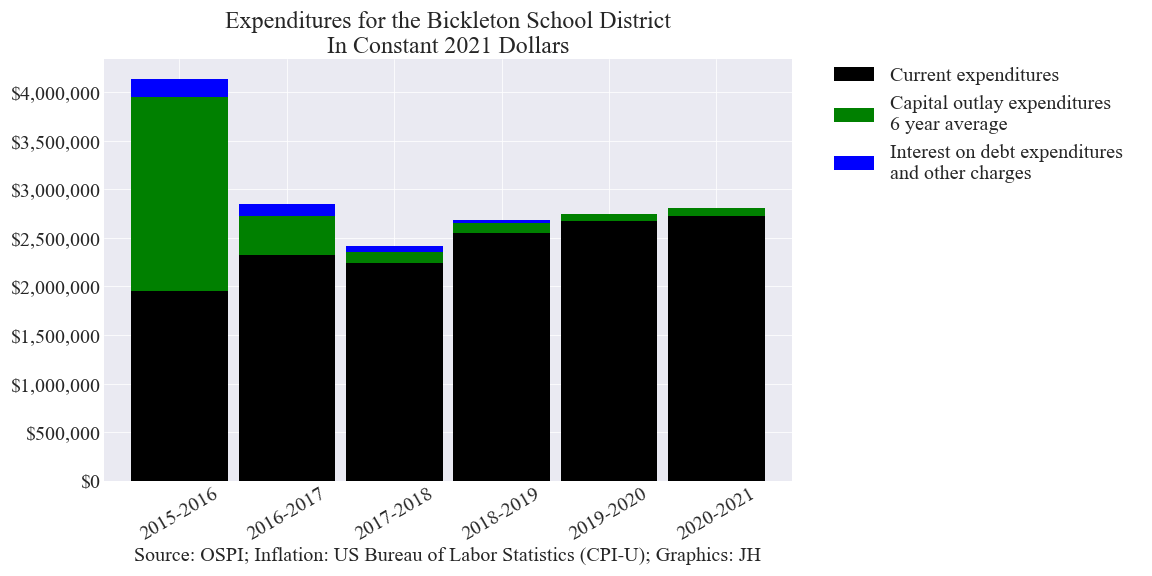 Expenditures for the Bickleton School District
In Constant 2021 Dollars
$4,000,000
$3,500,000
$3,000,000
$2,500,000
$2,000,000
$1,500,000
$1,000,000
$500,000
$0
2015-2016
2016-2017
2017-2018
2018-2019
2019-2020
2020-2021
Source: OSPI; Inflation: US Bureau of Labor Statistics (CPI-U); Graphics: JH
Current expenditures
Capital outlay expenditures
6 year average
Interest on debt expenditures
and other charges